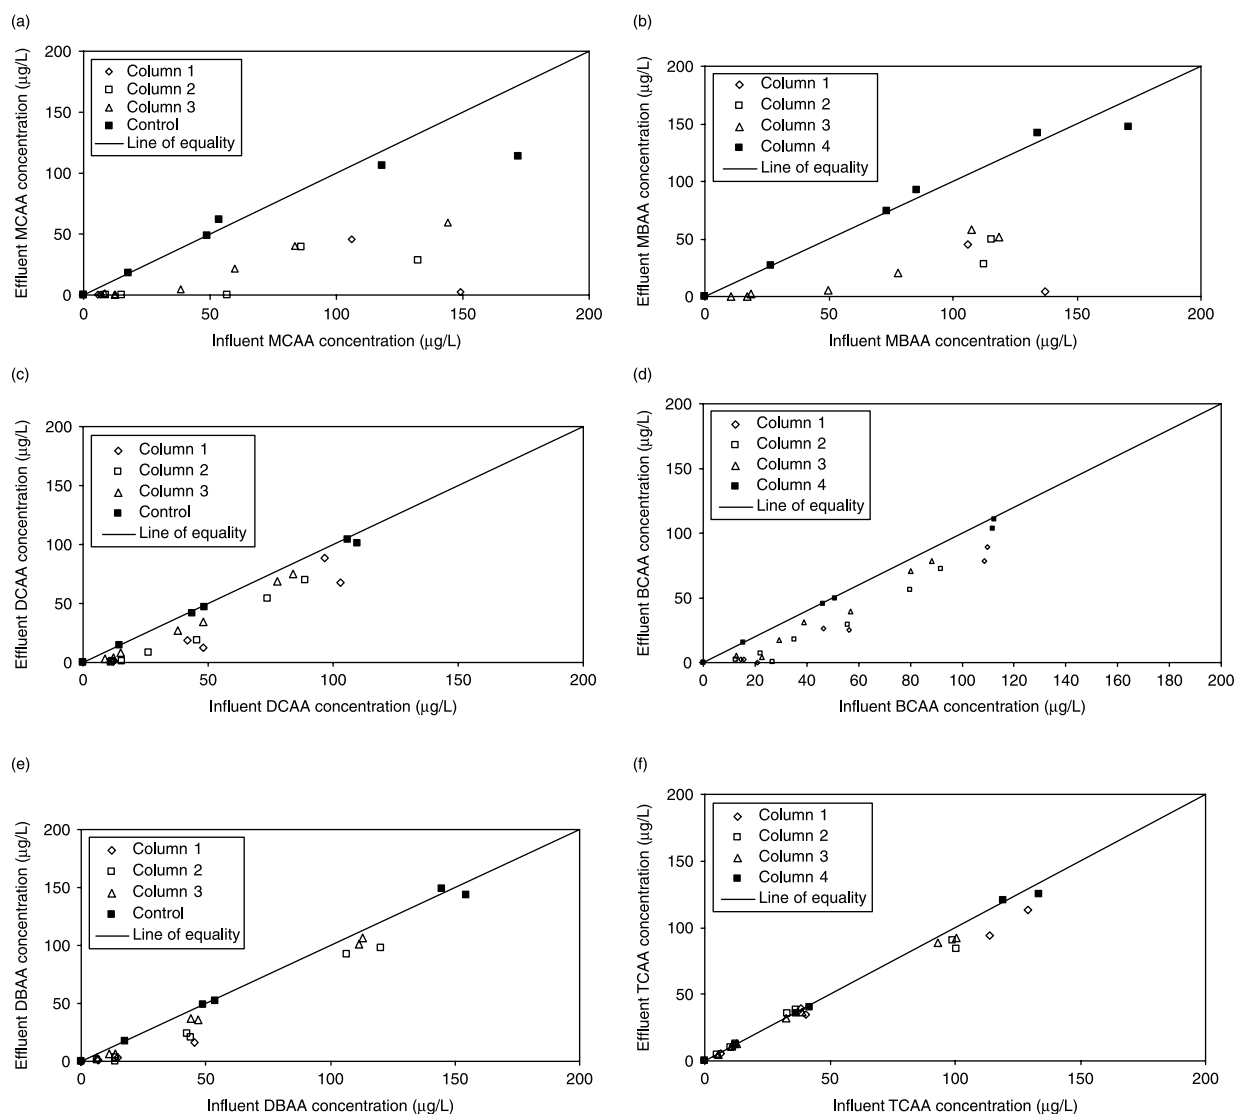 (a)
Effluent MCAA concentration (μg/L)
200
150
100
50
0
Column 1
Column 2
Column 3
Control
Line of equality
0
50
100
150
200
Influent MCAA concentration (μg/L)
(b)
Effluent MBAA concentration (μg/L)
200
150
100
50
0
Column 1
Column 2
Column 3
Column 4
Line of equality
0
50
100
150
200
Influent MBAA concentration (μg/L)
(c)
Effluent DCAA concentration (μg/L)
200
150
100
50
0
Column 1
Column 2
Column 3
Control
Line of equality
0
50
100
150
200
Influent DCAA concentration (μg/L)
(d)
Effluent BCAA concentration (μg/L)
200
150
100
50
0
Column 1
Column 2
Column 3
Column 4
Line of equality
0
20
40
60
80
100
120
140
160
180
200
Influent BCAA concentration (μg/L)
(e)
Effluent DBAA concentration (μg/L)
200
150
100
50
0
Column 1
Column 2
Column 3
Control
Line of equality
0
50
100
150
200
Influent DBAA concentration (μg/L)
(f)
Effluent TCAA concentration (μg/L)
200
150
100
50
0
Column 1
Column 2
Column 3
Column 4
Line of equality
0
50
100
150
200
Influent TCAA concentration (μg/L)